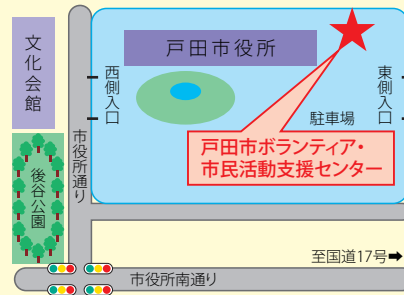 文化会館
戸田市役所
西側入口
東側入口
駐車場
戸田市ボランティア・
市民活動支援センター
市役所通り
後谷公園
至国道17号➡
市役所南通り